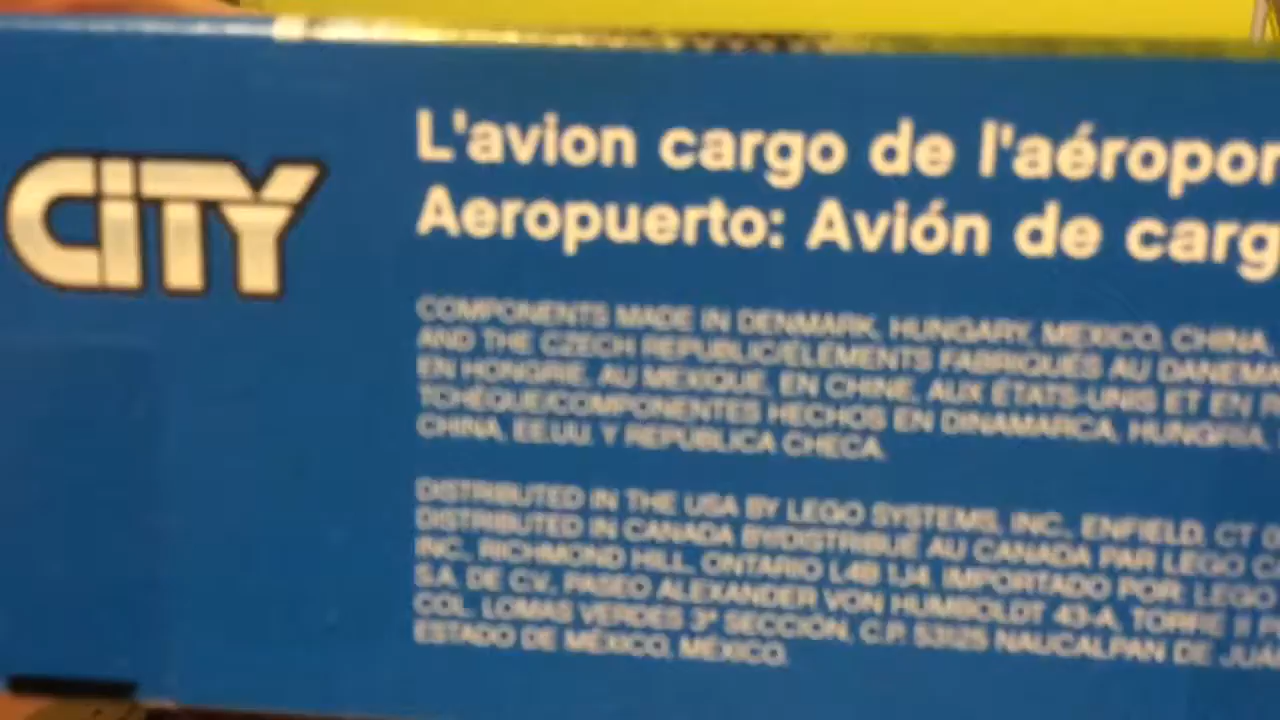 CITY
L'avion cargo de l'aéropor
Aeropuerto: Avión de carg
COMPONENTS MADE IN DENMARK, HUNGARY, MEXICO, CHINA,
AND THE CZECH REPUBLIC/ÉLÉMENTS FABRIQUÉS AU DANEMA
EN HONGRIE, AU MEXIQUE, EN CHINE, AUX ÉTATS-UNIS ET EN R
TCHÈQUE/COMPONENTES HECHOS EN DINAMARCA, HUNGRÍA,
CHINA, EE.UU. Y REPÚBLICA CHECA.
DISTRIBUTED IN THE USA BY LEGO SYSTEMS, INC., ENFIELD, CT
DISTRIBUTED IN CANADA BY/DISTRIBUÉ AU CANADA PAR LEGO C
INC., RICHMOND HILL, ONTARIO L4B 1J4. IMPORTADO POR: LEGO
S.A. DE C.V., PASEO ALEXANDER VON HUMBOLDT 43-A, TORRE II
COL. LOMAS VERDES 3ª SECCIÓN, C.P. 53125 NAUCALPAN DE JUÁ
ESTADO DE MÉXICO, MÉXICO.